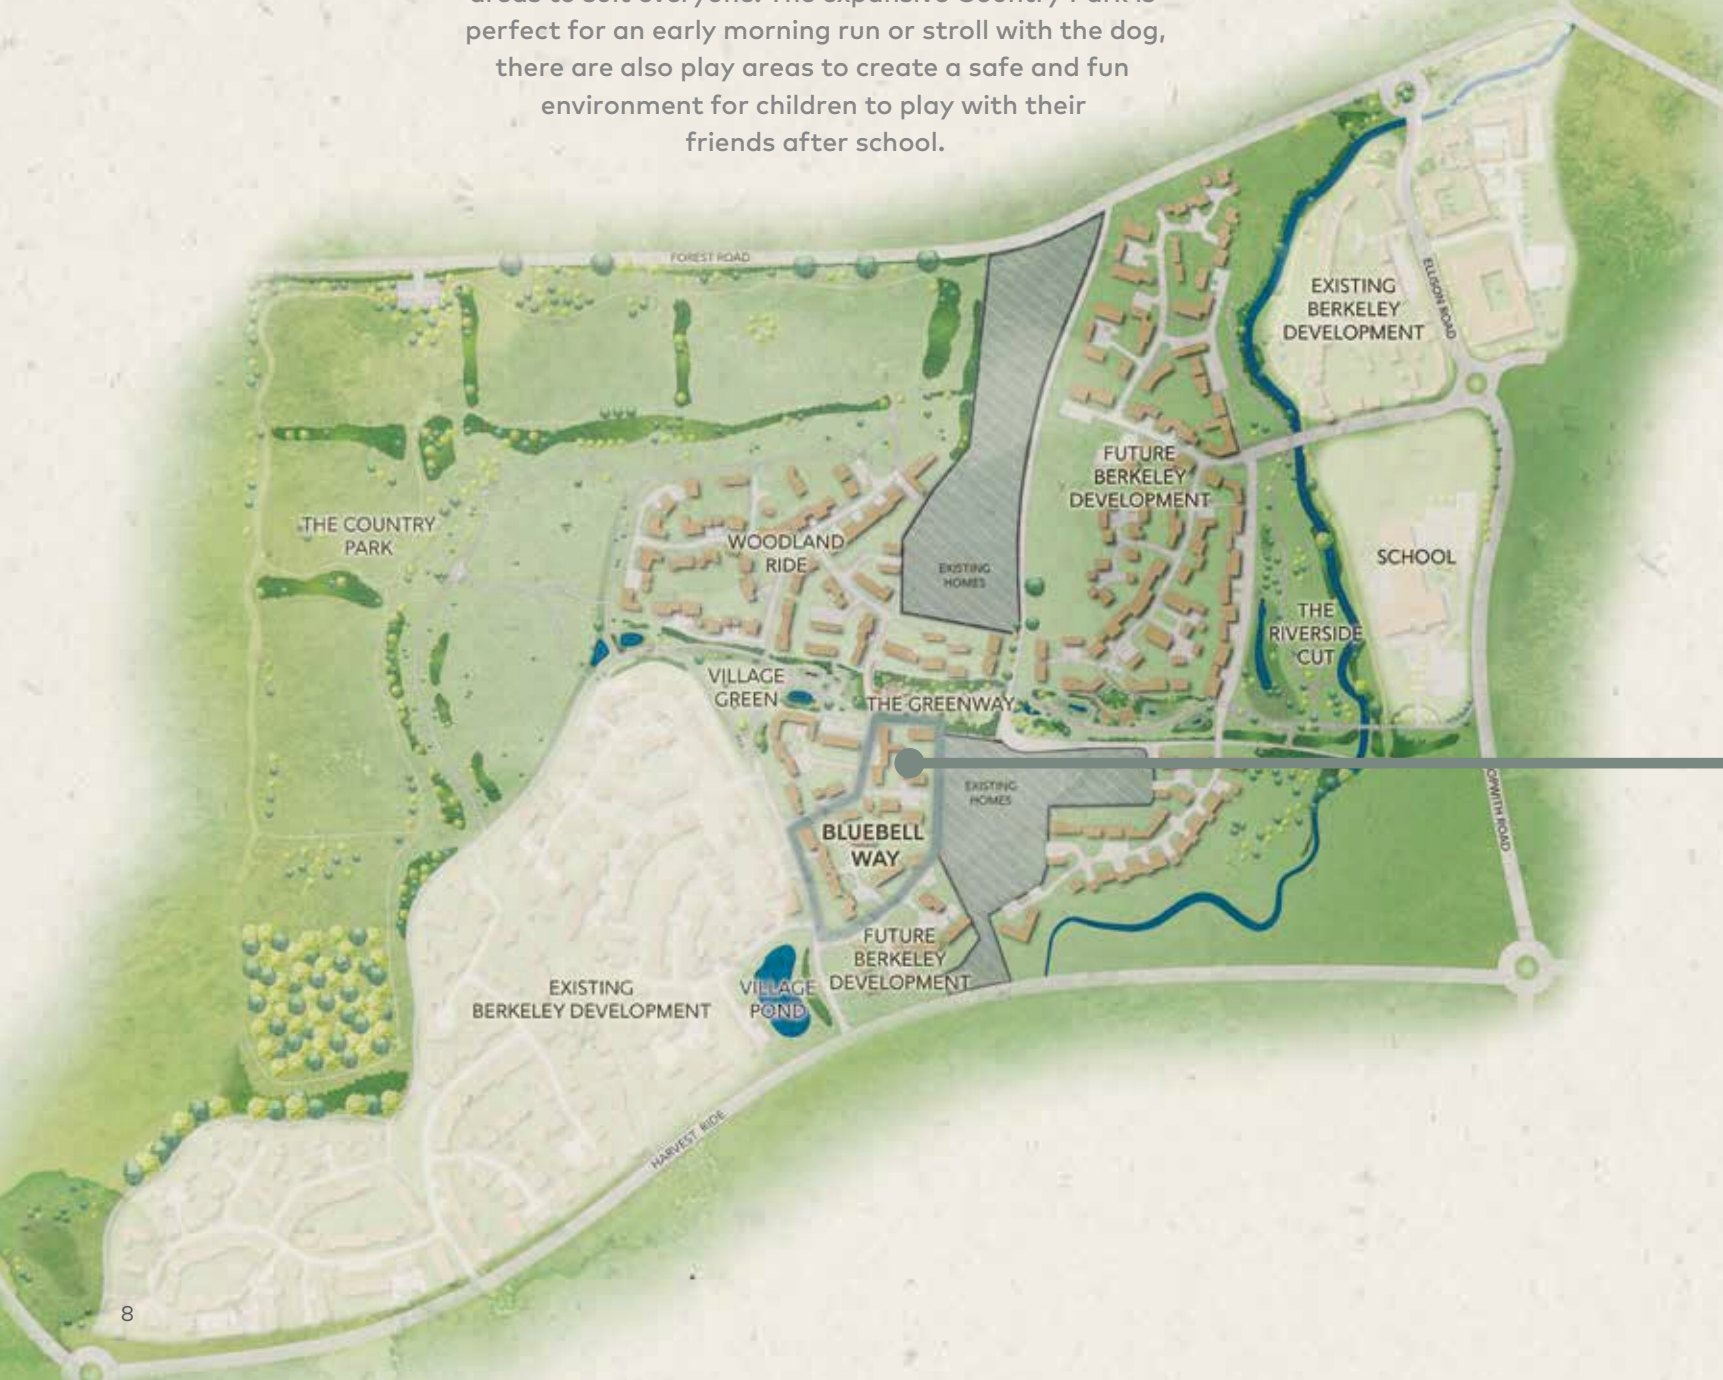 perfect for an early morning run or stroll with the dog,
there are also play areas to create a safe and fun
environment for children to play with their
friends after school.
FOREST ROAD
EXISTING
BERKELEY
DEVELOPMENT
ELLISON ROAD
FUTURE
BERKELEY
DEVELOPMENT
THE COUNTRY
PARK
WOODLAND
RIDE
EXISTING
HOMES
SCHOOL
THE
RIVERSIDE
CUT
VILLAGE
GREEN
THE GREENWAY
EXISTING
HOMES
OPWITH ROAD
BLUEBELL
WAY
FUTURE
BERKELEY
DEVELOPMENT
EXISTING
BERKELEY DEVELOPMENT
VILLAGE
POND
HARVEST RIDE
8